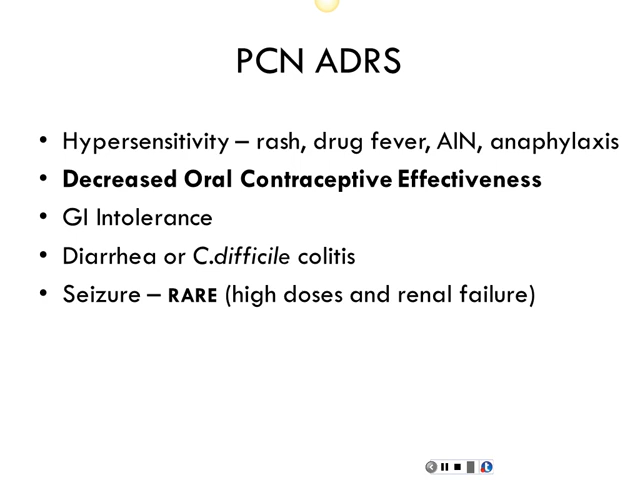 PCN ADRS
• Hypersensitivity – rash, drug fever, AIN, anaphylaxis
• Decreased Oral Contraceptive Effectiveness
• GI Intolerance
• Diarrhea or C.difficile colitis
• Seizure – RARE (high doses and renal failure)